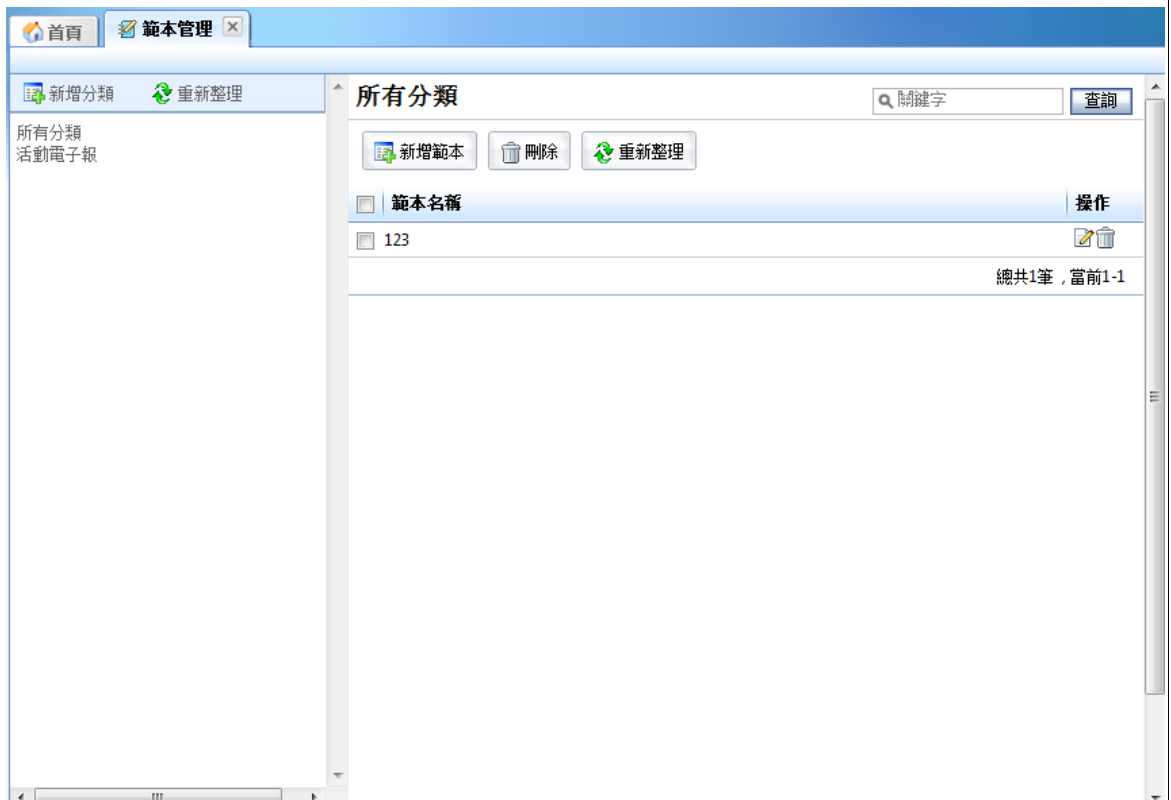 首頁 範本管理
新增分類 重新整理
所有分類
活動電子報
所有分類
關鍵字 查詢
新增範本 刪除 重新整理
範本名稱 操作
123
總共1筆 , 當前1-1